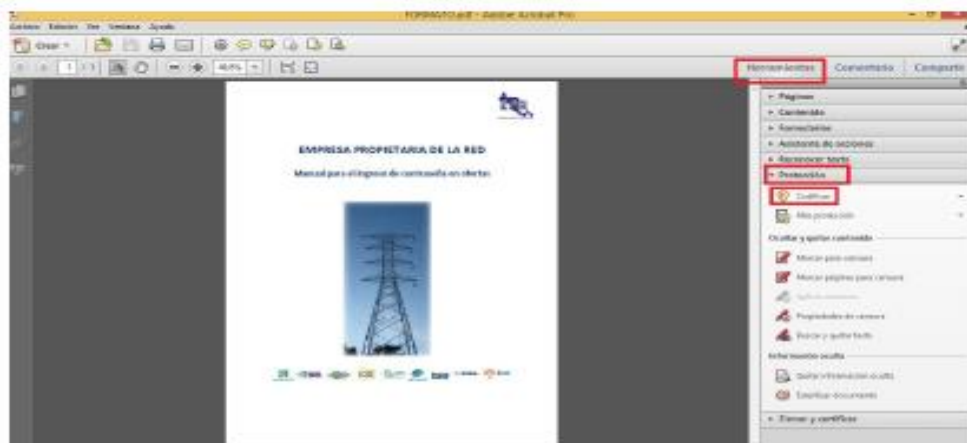 FORMATO.pdf - Adobe Acrobat Pro
Archivo Edición Ver Ventana Ayuda
Crear
1 / 1
Herramientas Comentario Compartir
EMPRESA PROPIETARIA DE LA RED
Manual para el ingreso de contraseña en ofertas
Páginas
Contenido
Formularios
Asistente de acciones
Reconocer texto
Protección
Codificar
Más protección
Ocultar y quitar contenido
Marcar para censura
Marcar páginas para censura
Propiedades de censura
Buscar y quitar texto
Información oculta
Quitar información oculta
Firmar y certificar